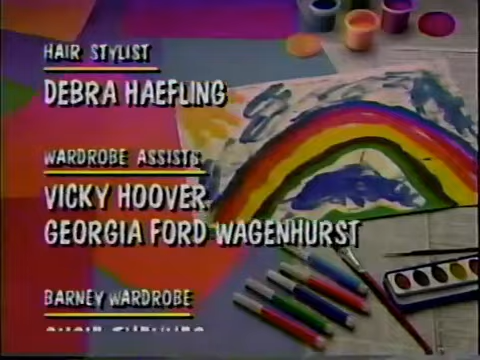 HAIR STYLIST
DEBRA HAEFLING
WARDROBE ASSISTS
VICKY HOOVER
GEORGIA FORD WAGENHURST
BARNEY WARDROBE